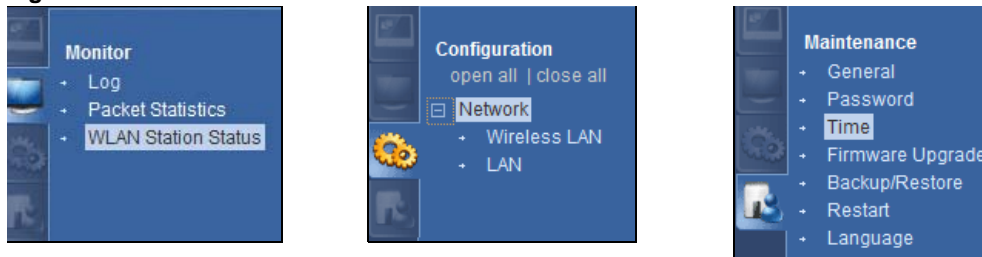 Monitor
Log
Packet Statistics
WLAN Station Status
Configuration
open all | close all
Network
Wireless LAN
LAN
Maintenance
General
Password
Time
Firmware Upgrade
Backup/Restore
Restart
Language